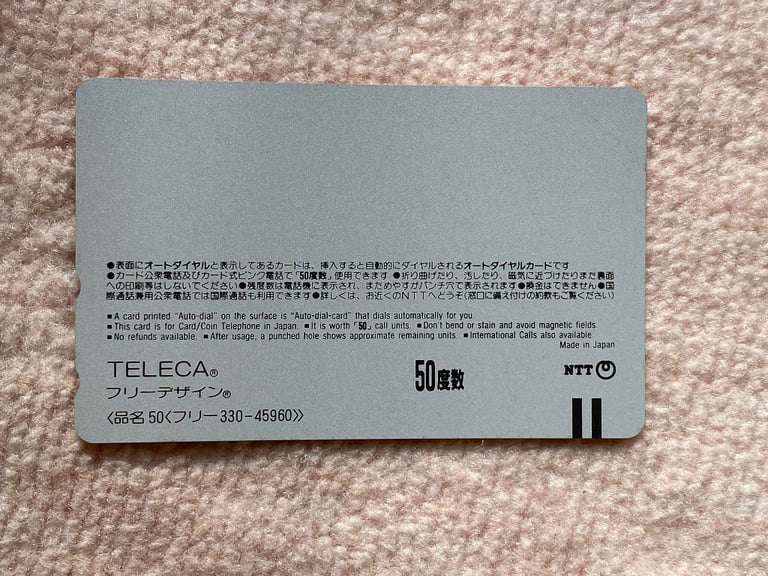 ●表面にオートダイヤルと表示してあるカードは、挿入すると自動的にダイヤルされるオートダイヤルカードです
●カード公衆電話及びカード式ピンク電話で「50度数」使用できます ●折り曲げたり、汚したり、磁気に近づけたりまた裏面
への印刷等はしないでください ●残度数は電話機に表示され、まためやすがパンチ穴で表示されます ●換金はできません ●国
際通話兼用公衆電話では国際通話も利用できます ●詳しくは、お近くのNTTへどうぞ(窓口に備え付けの約款もご覧ください)
■ A card printed "Auto-dial" on the surface is "Auto-dial-card" that dials automatically for you.
■ This card is for Card/Coin Telephone in Japan. ■ It is worth「50」call units. ■ Don't bend or stain and avoid magnetic fields.
■ No refunds available. ■ After usage, a punched hole shows approximate remaining units. ■ International Calls also available.
Made in Japan
TELECA®
フリーデザイン®
〈品名 50〈フリー330-45960〉〉
50度数
NTT